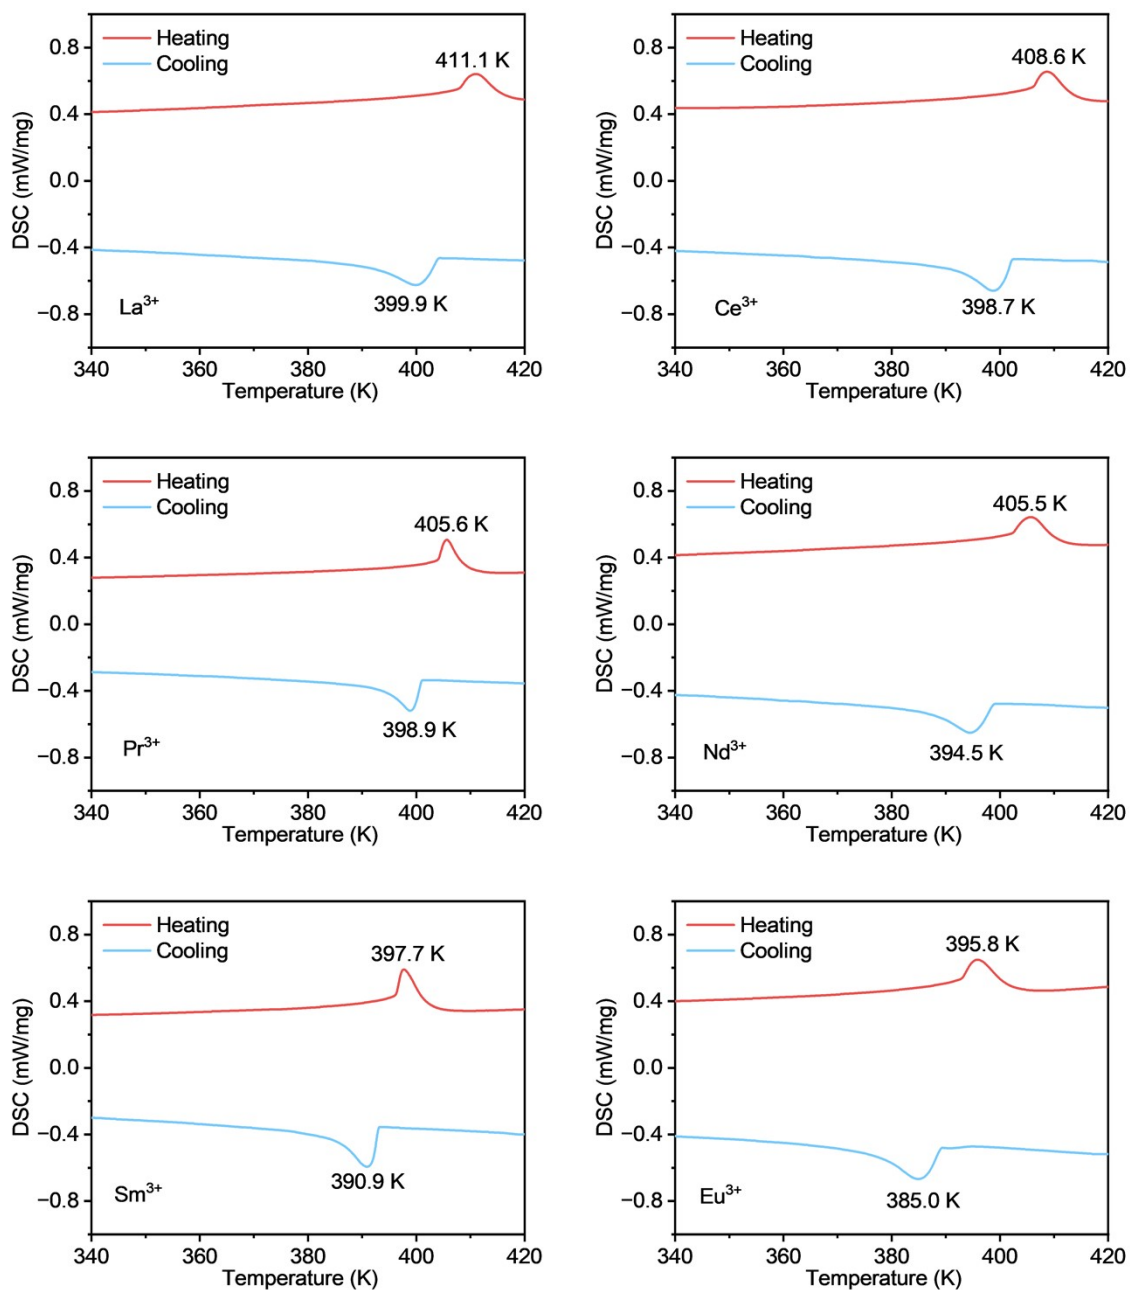 Heating
Cooling
411.1 K
399.9 K
La³⁺
DSC (mW/mg)
0.8
0.4
0.0
−0.4
−0.8
340 360 380 400 420
Temperature (K)
Heating
Cooling
408.6 K
398.7 K
Ce³⁺
DSC (mW/mg)
0.8
0.4
0.0
−0.4
−0.8
340 360 380 400 420
Temperature (K)
Heating
Cooling
405.6 K
398.9 K
Pr³⁺
DSC (mW/mg)
0.8
0.4
0.0
−0.4
−0.8
340 360 380 400 420
Temperature (K)
Heating
Cooling
405.5 K
394.5 K
Nd³⁺
DSC (mW/mg)
0.8
0.4
0.0
−0.4
−0.8
340 360 380 400 420
Temperature (K)
Heating
Cooling
397.7 K
390.9 K
Sm³⁺
DSC (mW/mg)
0.8
0.4
0.0
−0.4
−0.8
340 360 380 400 420
Temperature (K)
Heating
Cooling
395.8 K
385.0 K
Eu³⁺
DSC (mW/mg)
0.8
0.4
0.0
−0.4
−0.8
340 360 380 400 420
Temperature (K)